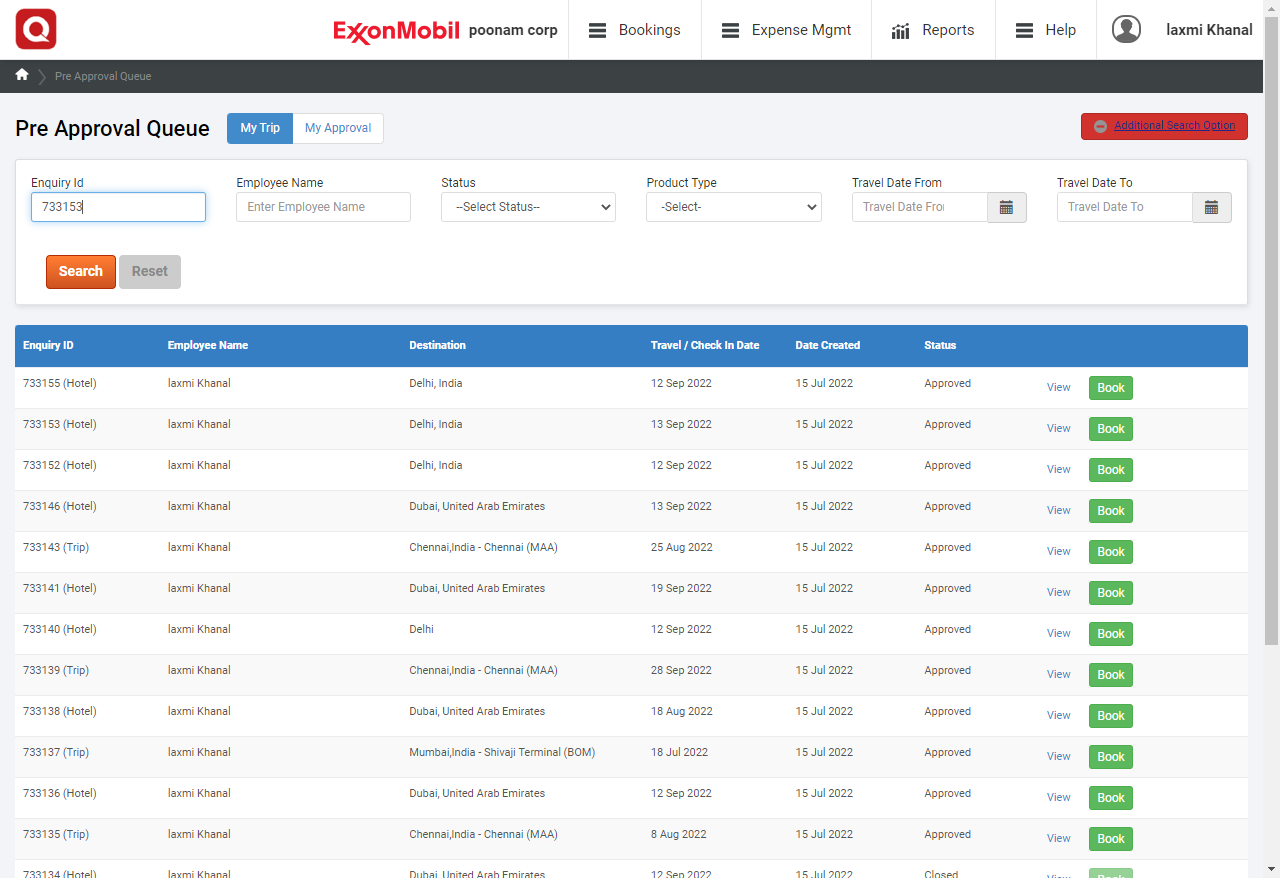 Q ExxonMobil poonam corp Bookings Expense Mgmt Reports Help laxmi Khanal
Pre Approval Queue
Pre Approval Queue My Trip My Approval Additional Search Option
Enquiry Id Employee Name Status Product Type Travel Date From Travel Date To
733153 Enter Employee Name --Select Status-- -Select- Travel Date Fro Travel Date To
Search Reset
Enquiry ID Employee Name Destination Travel / Check In Date Date Created Status
733155 (Hotel) laxmi Khanal Delhi, India 12 Sep 2022 15 Jul 2022 Approved View Book
733153 (Hotel) laxmi Khanal Delhi, India 13 Sep 2022 15 Jul 2022 Approved View Book
733152 (Hotel) laxmi Khanal Delhi, India 12 Sep 2022 15 Jul 2022 Approved View Book
733146 (Hotel) laxmi Khanal Dubai, United Arab Emirates 13 Sep 2022 15 Jul 2022 Approved View Book
733143 (Trip) laxmi Khanal Chennai,India - Chennai (MAA) 25 Aug 2022 15 Jul 2022 Approved View Book
733141 (Hotel) laxmi Khanal Dubai, United Arab Emirates 19 Sep 2022 15 Jul 2022 Approved View Book
733140 (Hotel) laxmi Khanal Delhi 12 Sep 2022 15 Jul 2022 Approved View Book
733139 (Trip) laxmi Khanal Chennai,India - Chennai (MAA) 28 Sep 2022 15 Jul 2022 Approved View Book
733138 (Hotel) laxmi Khanal Dubai, United Arab Emirates 18 Aug 2022 15 Jul 2022 Approved View Book
733137 (Trip) laxmi Khanal Mumbai,India - Shivaji Terminal (BOM) 18 Jul 2022 15 Jul 2022 Approved View Book
733136 (Hotel) laxmi Khanal Dubai, United Arab Emirates 12 Sep 2022 15 Jul 2022 Approved View Book
733135 (Trip) laxmi Khanal Chennai,India - Chennai (MAA) 8 Aug 2022 15 Jul 2022 Approved View Book
733134 (Hotel) laxmi Khanal Dubai, United Arab Emirates 12 Sep 2022 15 Jul 2022 Closed View Book